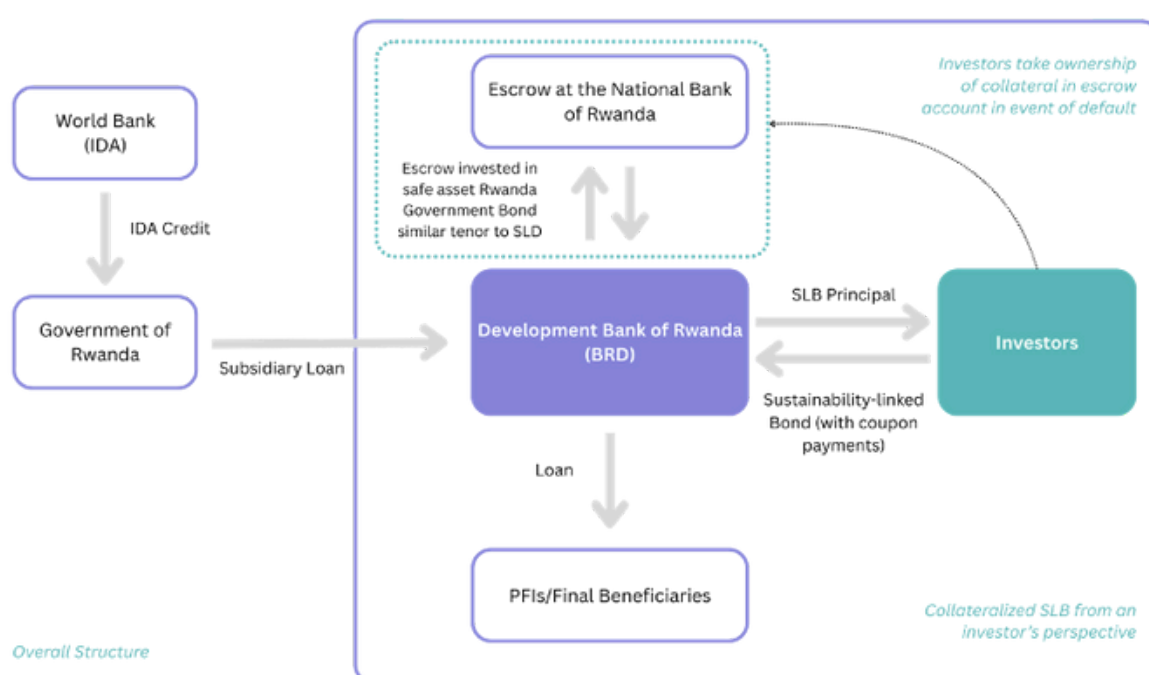 Investors take ownership
of collateral in escrow
account in event of default
Escrow at the National Bank
of Rwanda
World Bank
(IDA)
Escrow invested in
safe asset Rwanda
Government Bond
similar tenor to SLD
IDA Credit
Government of
Rwanda
Subsidiary Loan
Development Bank of Rwanda
(BRD)
SLB Principal
Investors
Sustainability-linked
Bond (with coupon
payments)
Loan
PFIs/Final Beneficiaries
Collateralized SLB from an
investor's perspective
Overall Structure